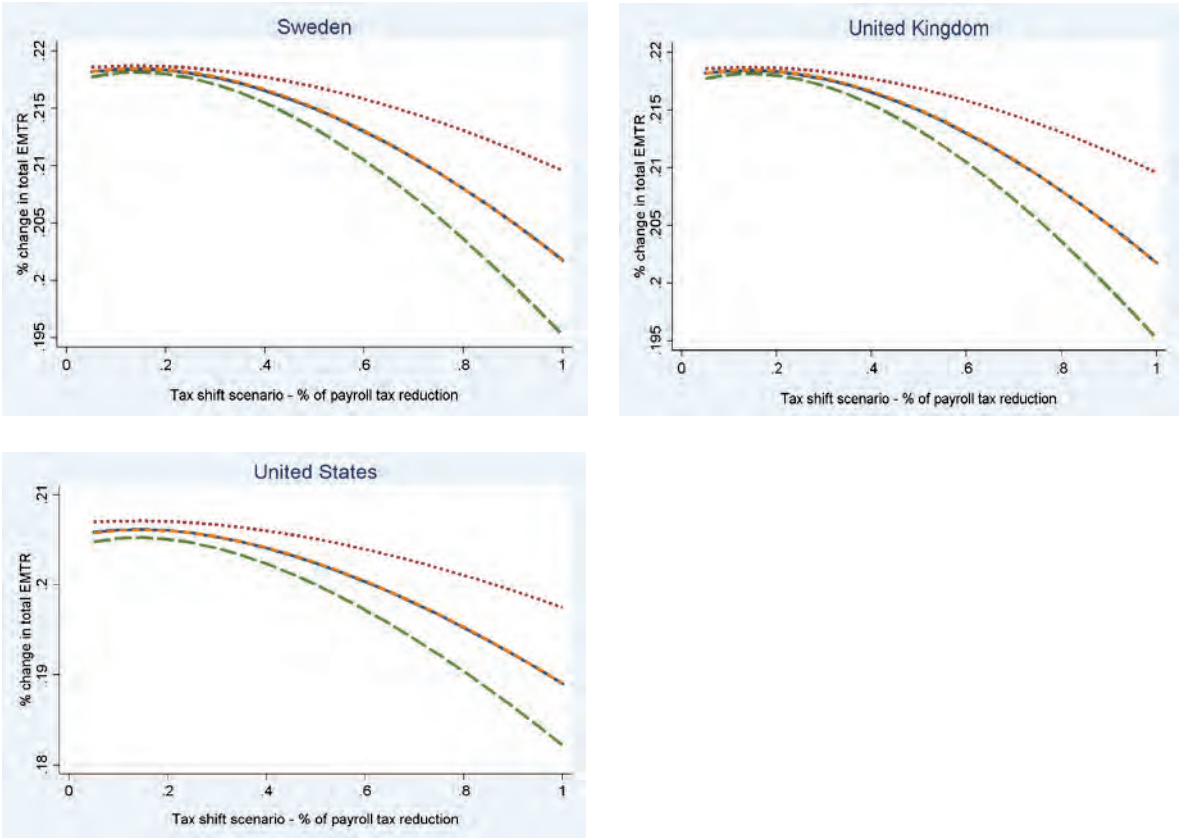 Sweden
% change in total EMTR
.22
.215
.21
.205
.2
.195
0 .2 .4 .6 .8 1
Tax shift scenario - % of payroll tax reduction
United Kingdom
% change in total EMTR
.22
.215
.21
.205
.2
.195
0 .2 .4 .6 .8 1
Tax shift scenario - % of payroll tax reduction
United States
% change in total EMTR
.21
.2
.19
.18
0 .2 .4 .6 .8 1
Tax shift scenario - % of payroll tax reduction